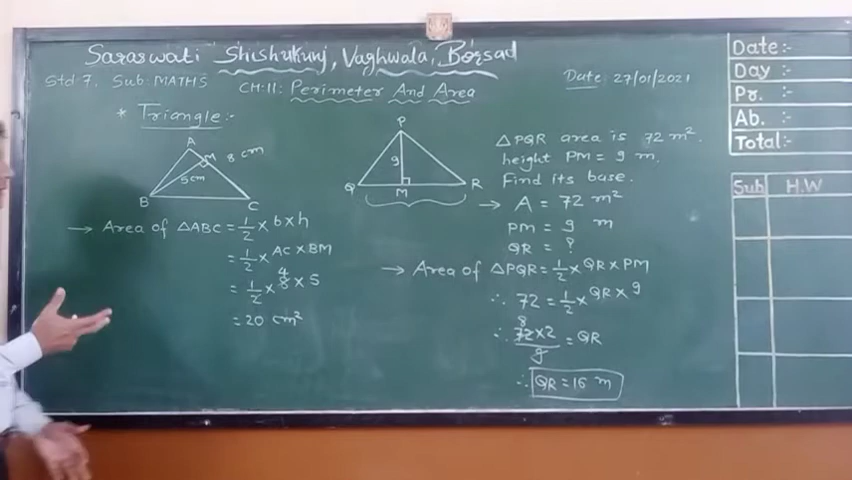 Saraswati Shishukunj, Vaghwala, Borsad
Std:7, Sub: MATHS
CH:11: Perimeter And Area
Date: 27/01/2021
* Triangle:-
A
M
8 cm
5cm
B
C
→ Area of △ABC = 1/2 × b × h
= 1/2 × AC × BM
= 1/2 × 8 × 5
4
= 20 cm²
P
9
Q
M
R
△PQR area is 72 m².
height PM = 9 m.
Find its base.
→ A = 72 m²
PM = 9 m
QR = ?
→ Area of △PQR = 1/2 × QR × PM
∴ 72 = 1/2 × QR × 9
8
∴ 72×2/9 = QR
∴ QR = 16 m
Date:-
Day :-
Pr. :-
Ab. :-
Total:-
Sub H.W